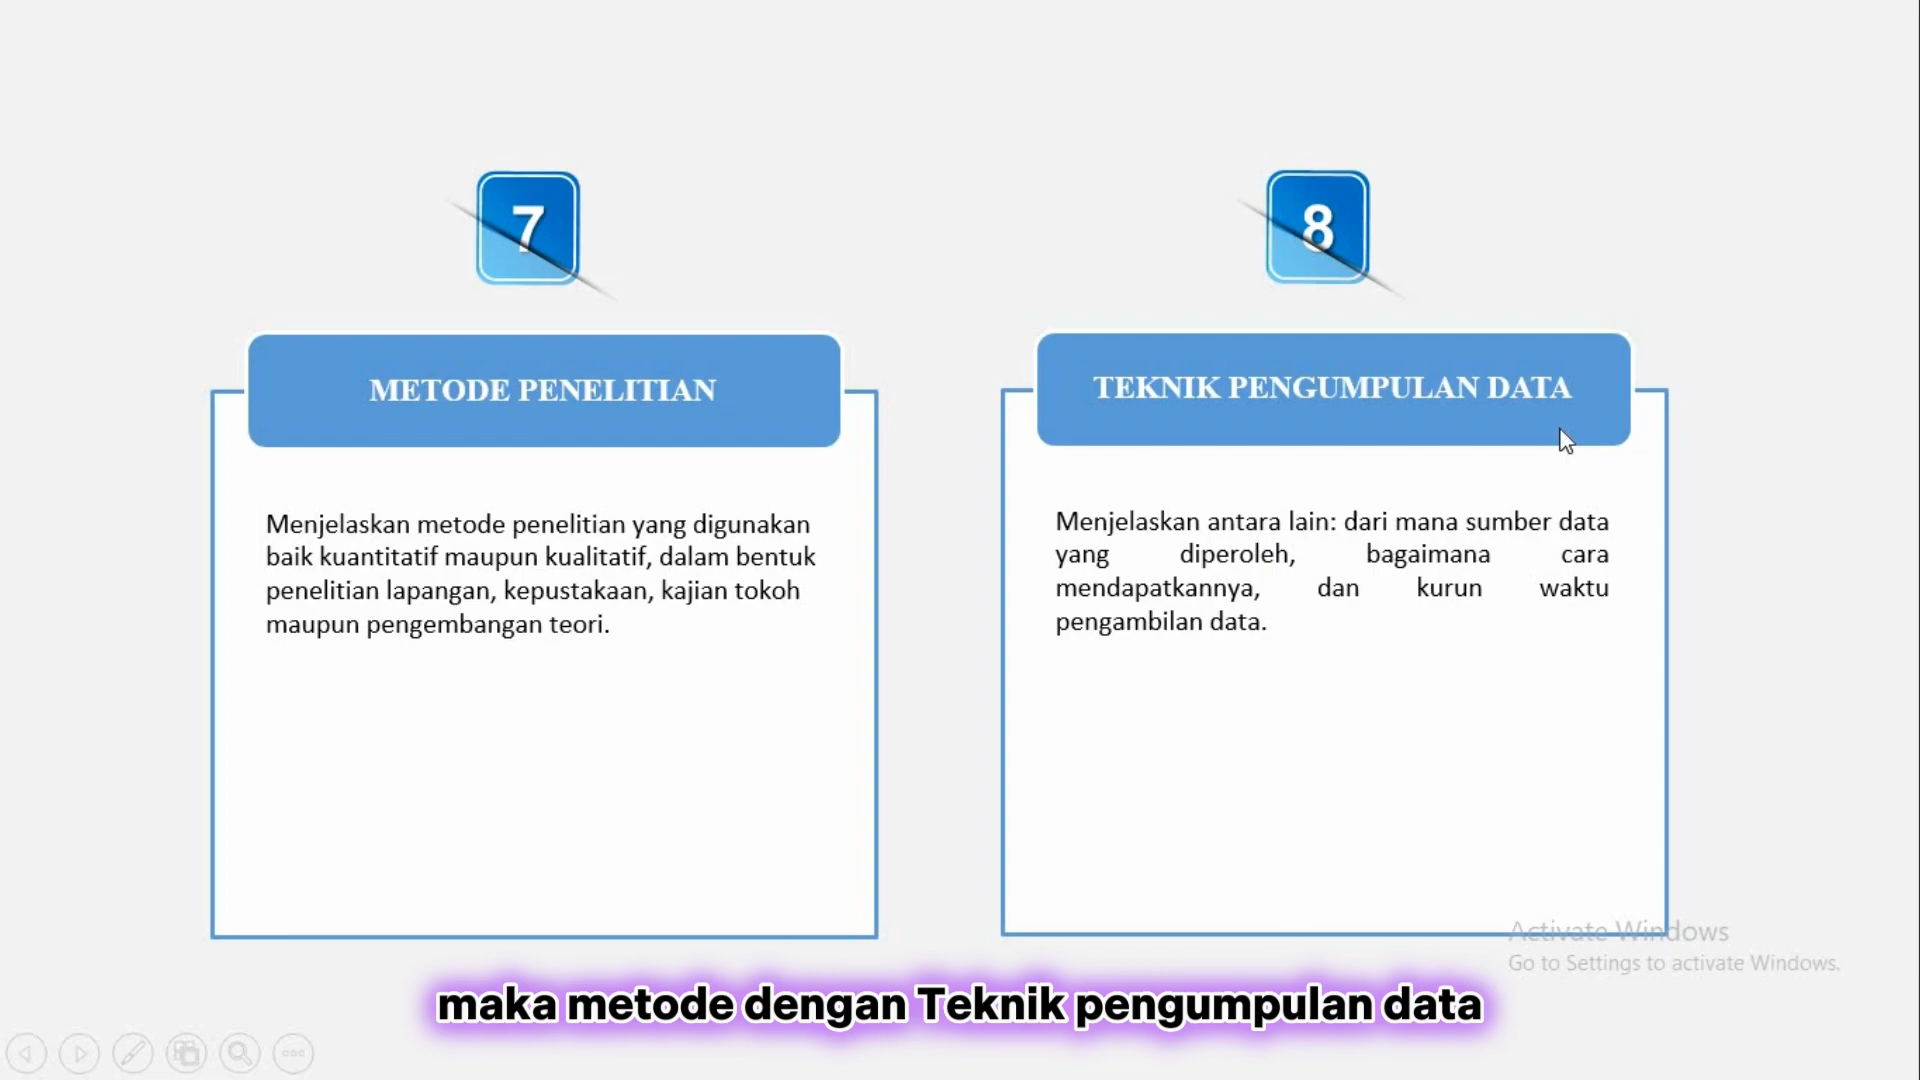 7
METODE PENELITIAN
Menjelaskan metode penelitian yang digunakan
baik kuantitatif maupun kualitatif, dalam bentuk
penelitian lapangan, kepustakaan, kajian tokoh
maupun pengembangan teori.
8
TEKNIK PENGUMPULAN DATA
Menjelaskan antara lain: dari mana sumber data
yang diperoleh, bagaimana cara
mendapatkannya, dan kurun waktu
pengambilan data.
Activate Windows
Go to Settings to activate Windows.
maka metode dengan Teknik pengumpulan data